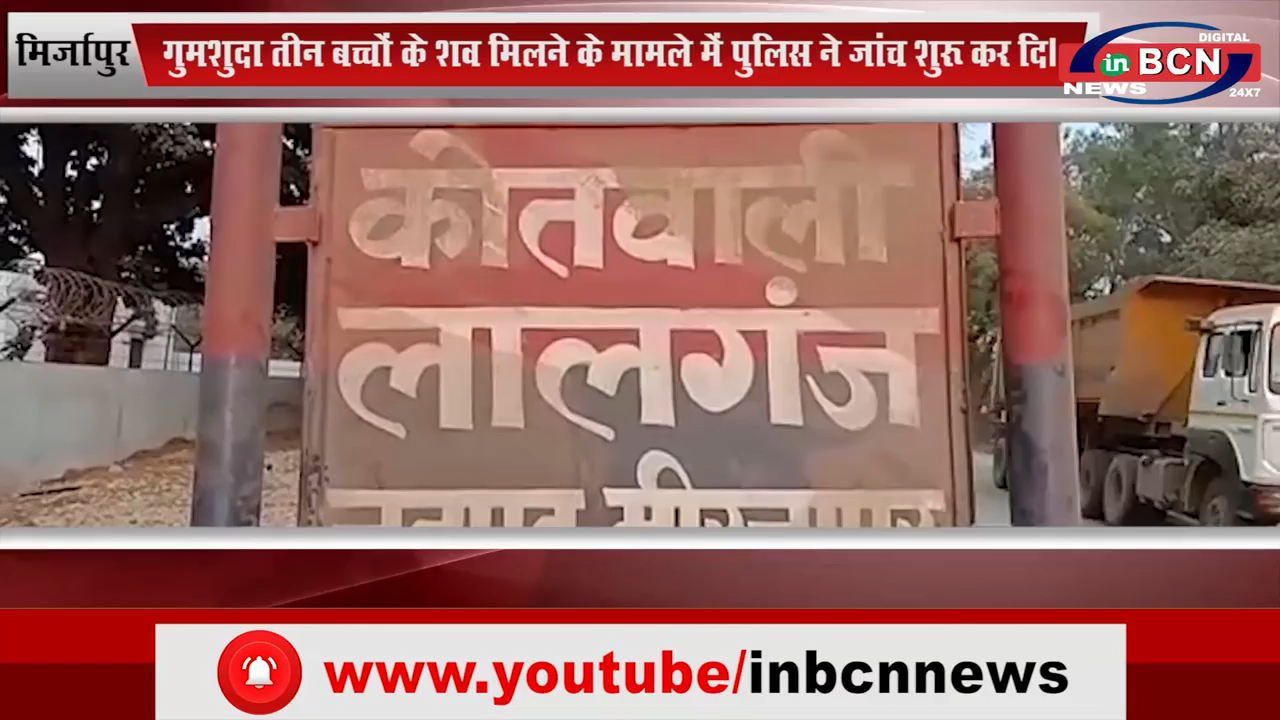 मिर्जापुर
गुमशुदा तीन बच्चों के शव मिलने के मामले में पुलिस ने जांच शुरू कर दि।
DIGITAL
in BCN
NEWS
24X7
कोतवाली
लालगंज
www.youtube/inbcnnews